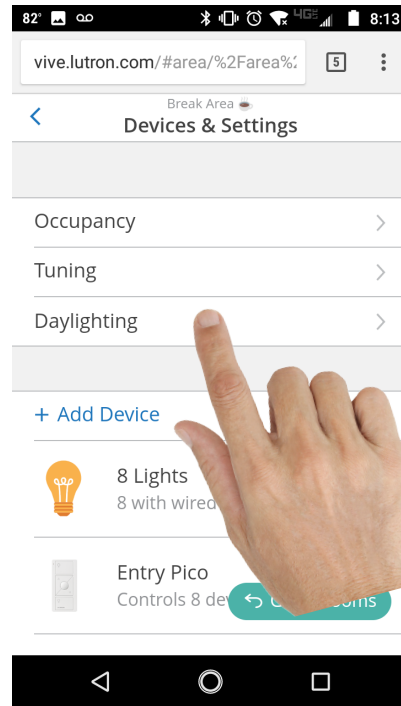 82° 4G 8:13
vive.lutron.com/#area/%2Farea%2 5
Break Area
Devices & Settings
Occupancy
Tuning
Daylighting
+ Add Device
8 Lights
8 with wired
Entry Pico
Controls 8